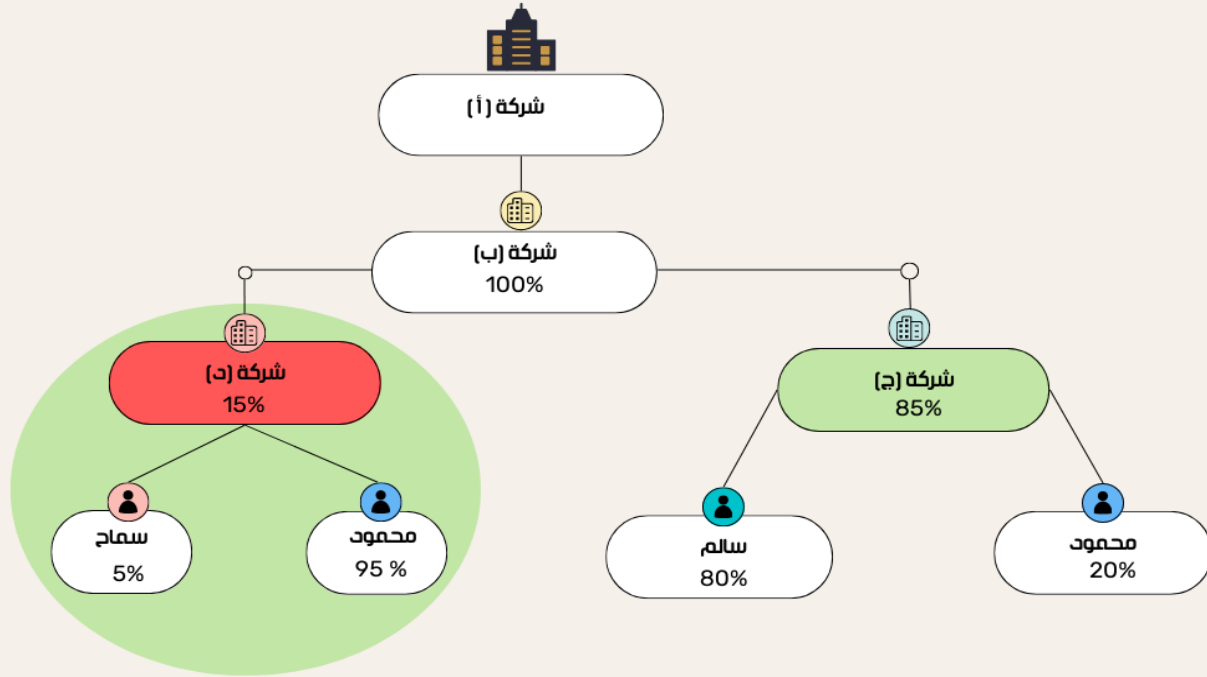 شركة (أ)
شركة (ب)
100%
شركة (ج)
85%
شركة (د)
15%
محمود
20%
سالم
80%
محمود
95 %
سماح
5%